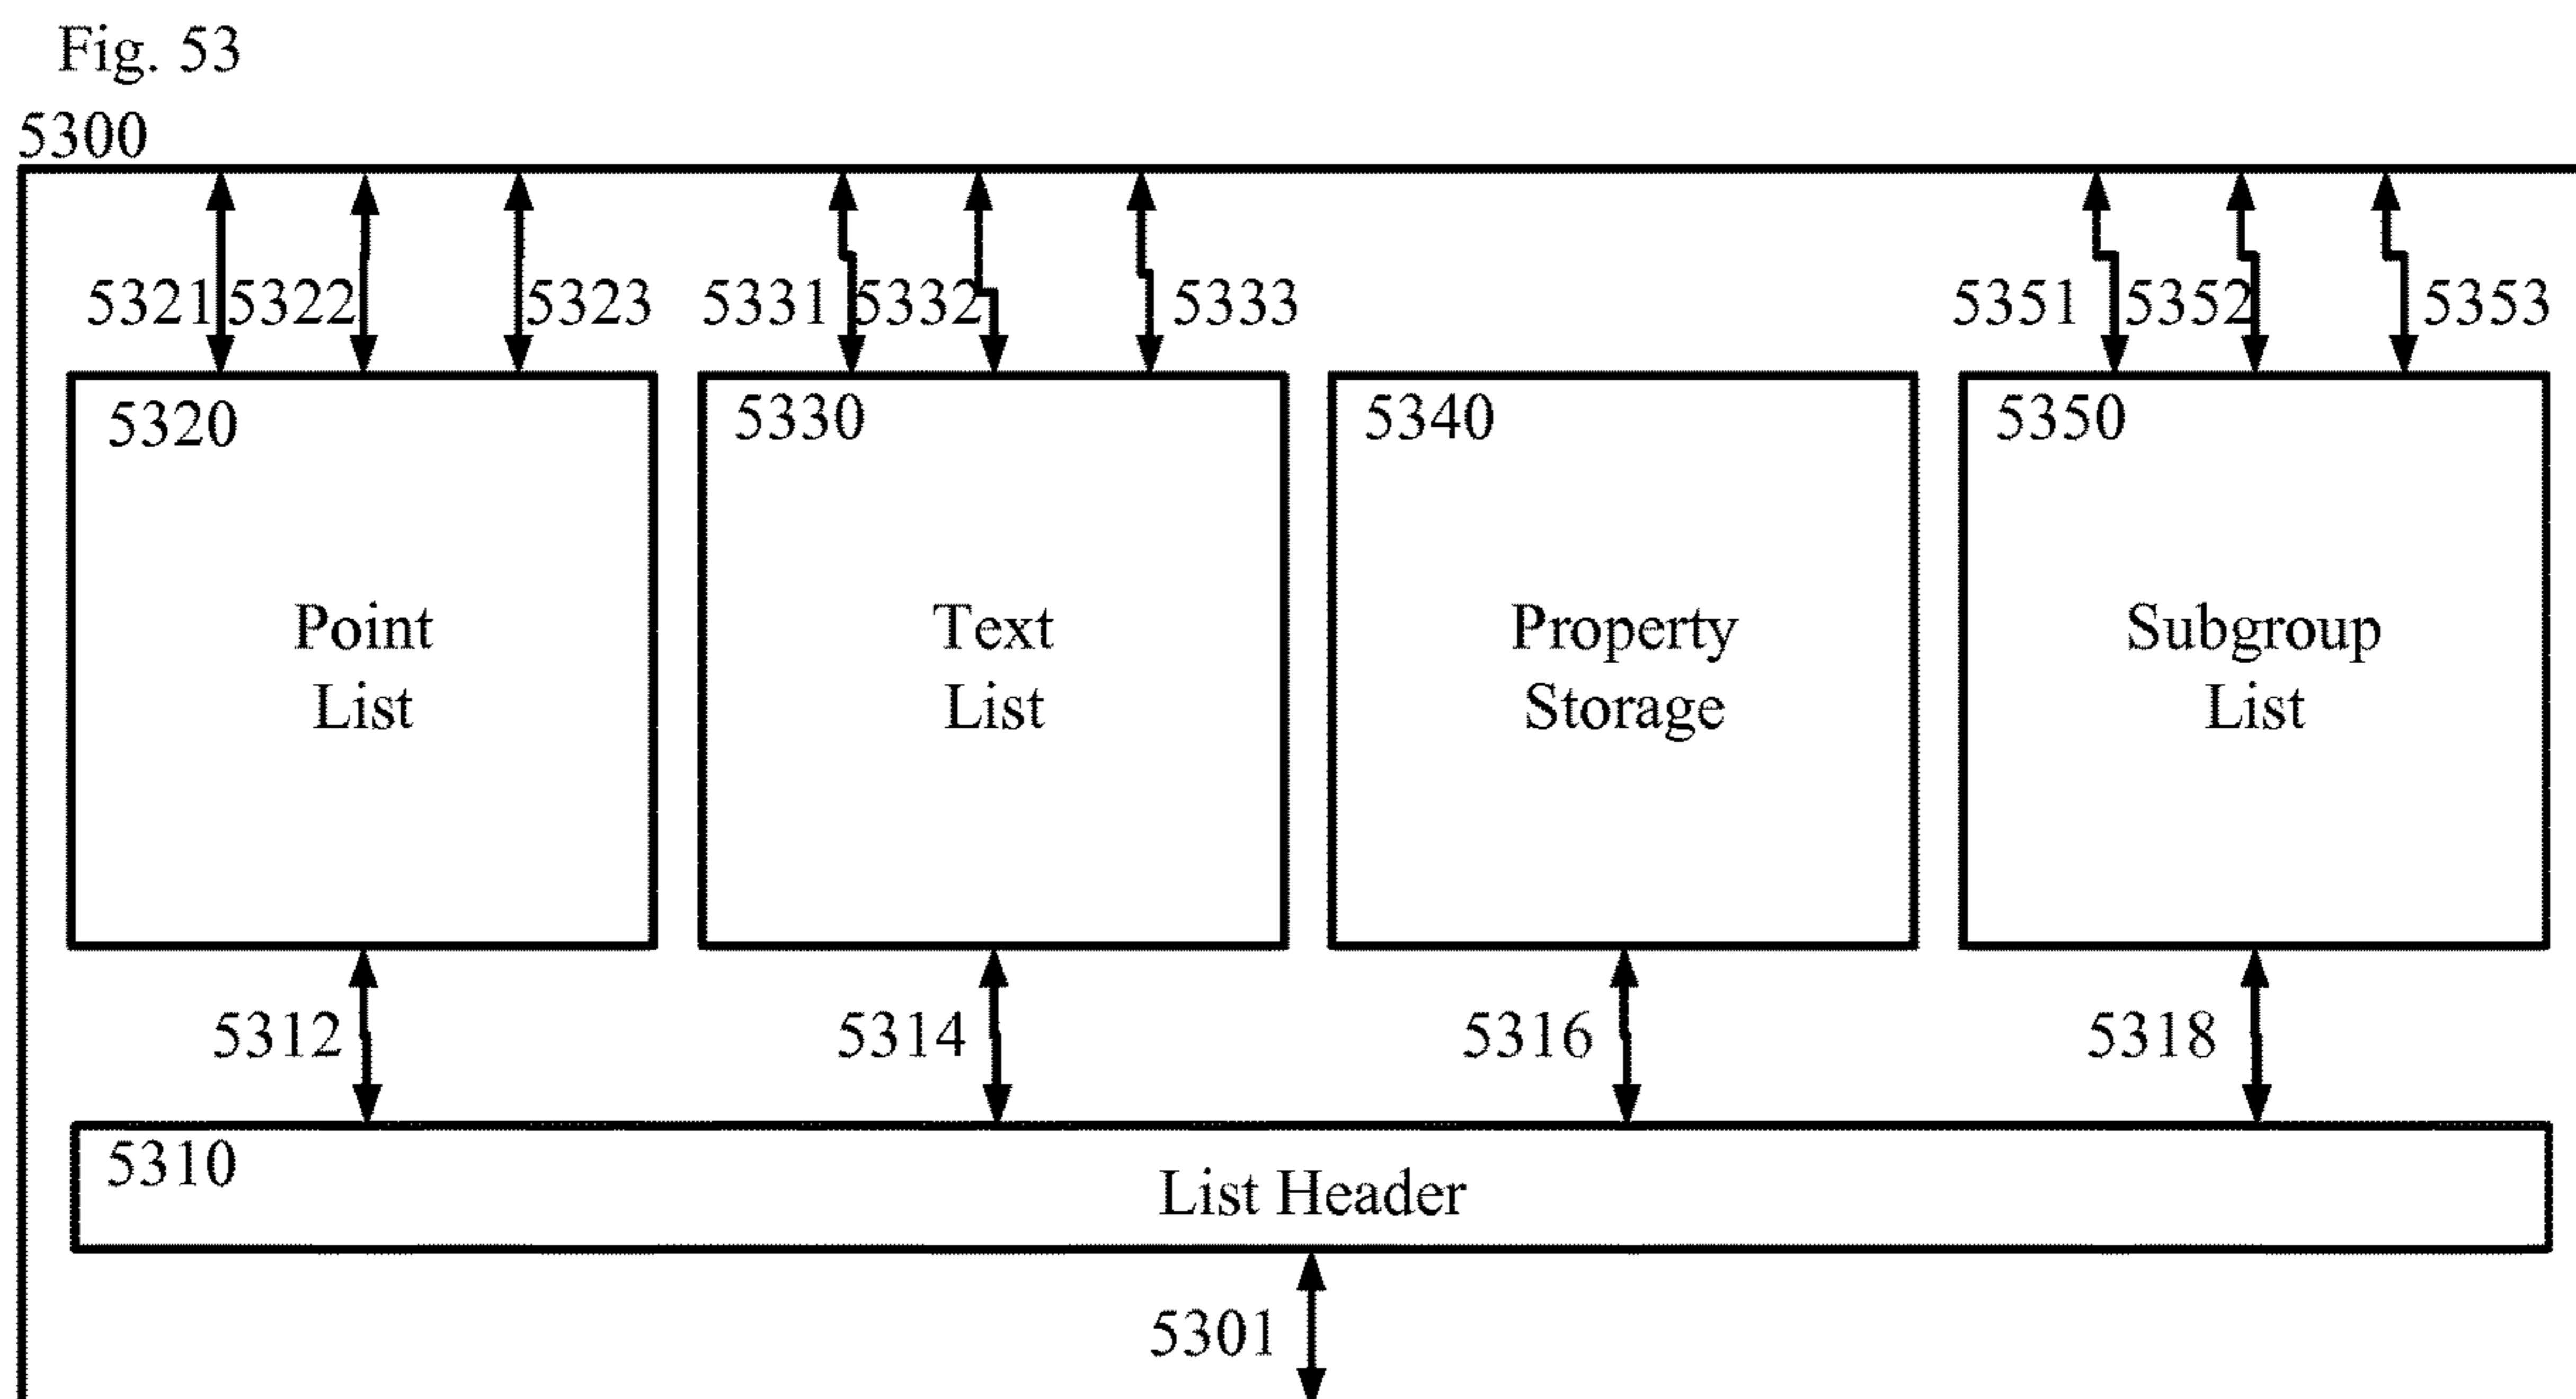 Fig. 53
5300
5321 5322 5323 5331 5332 5333 5351 5352 5353
5320 5330 5340 5350
Point Text Property Subgroup
List List Storage List
5312 5314 5316 5318
5310
List Header
5301